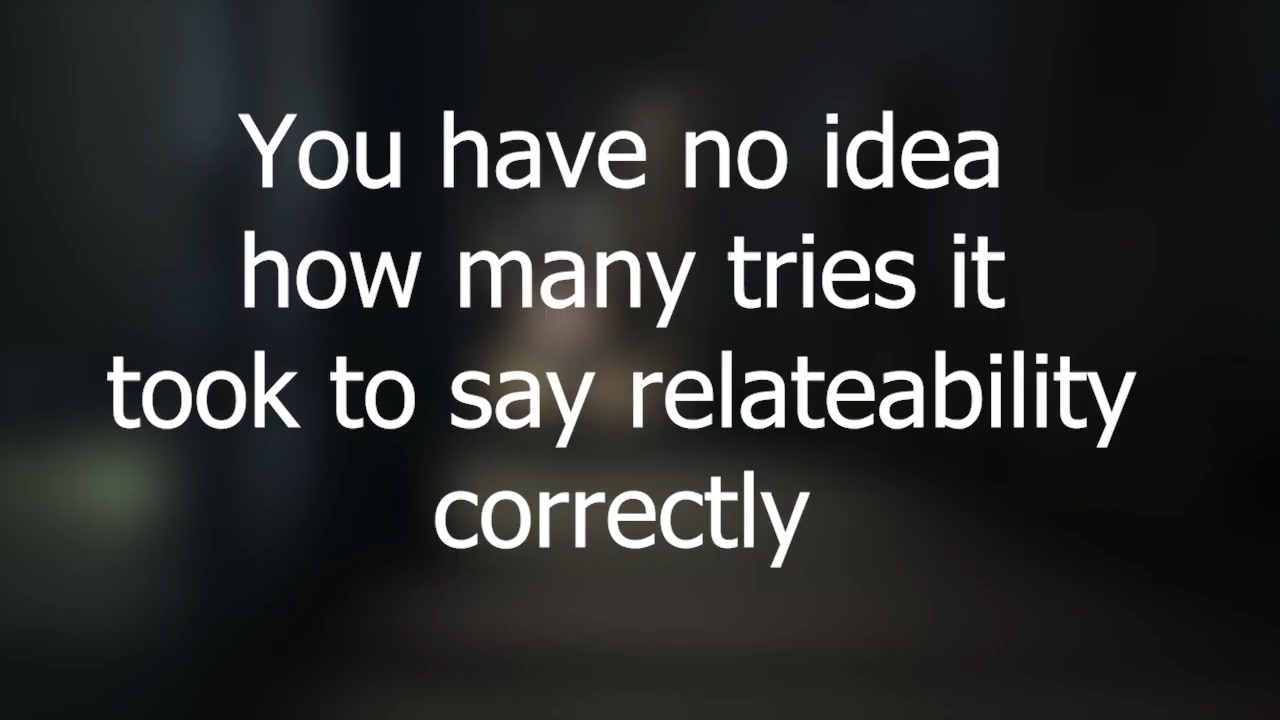 You have no idea
how many tries it
took to say relateability
correctly